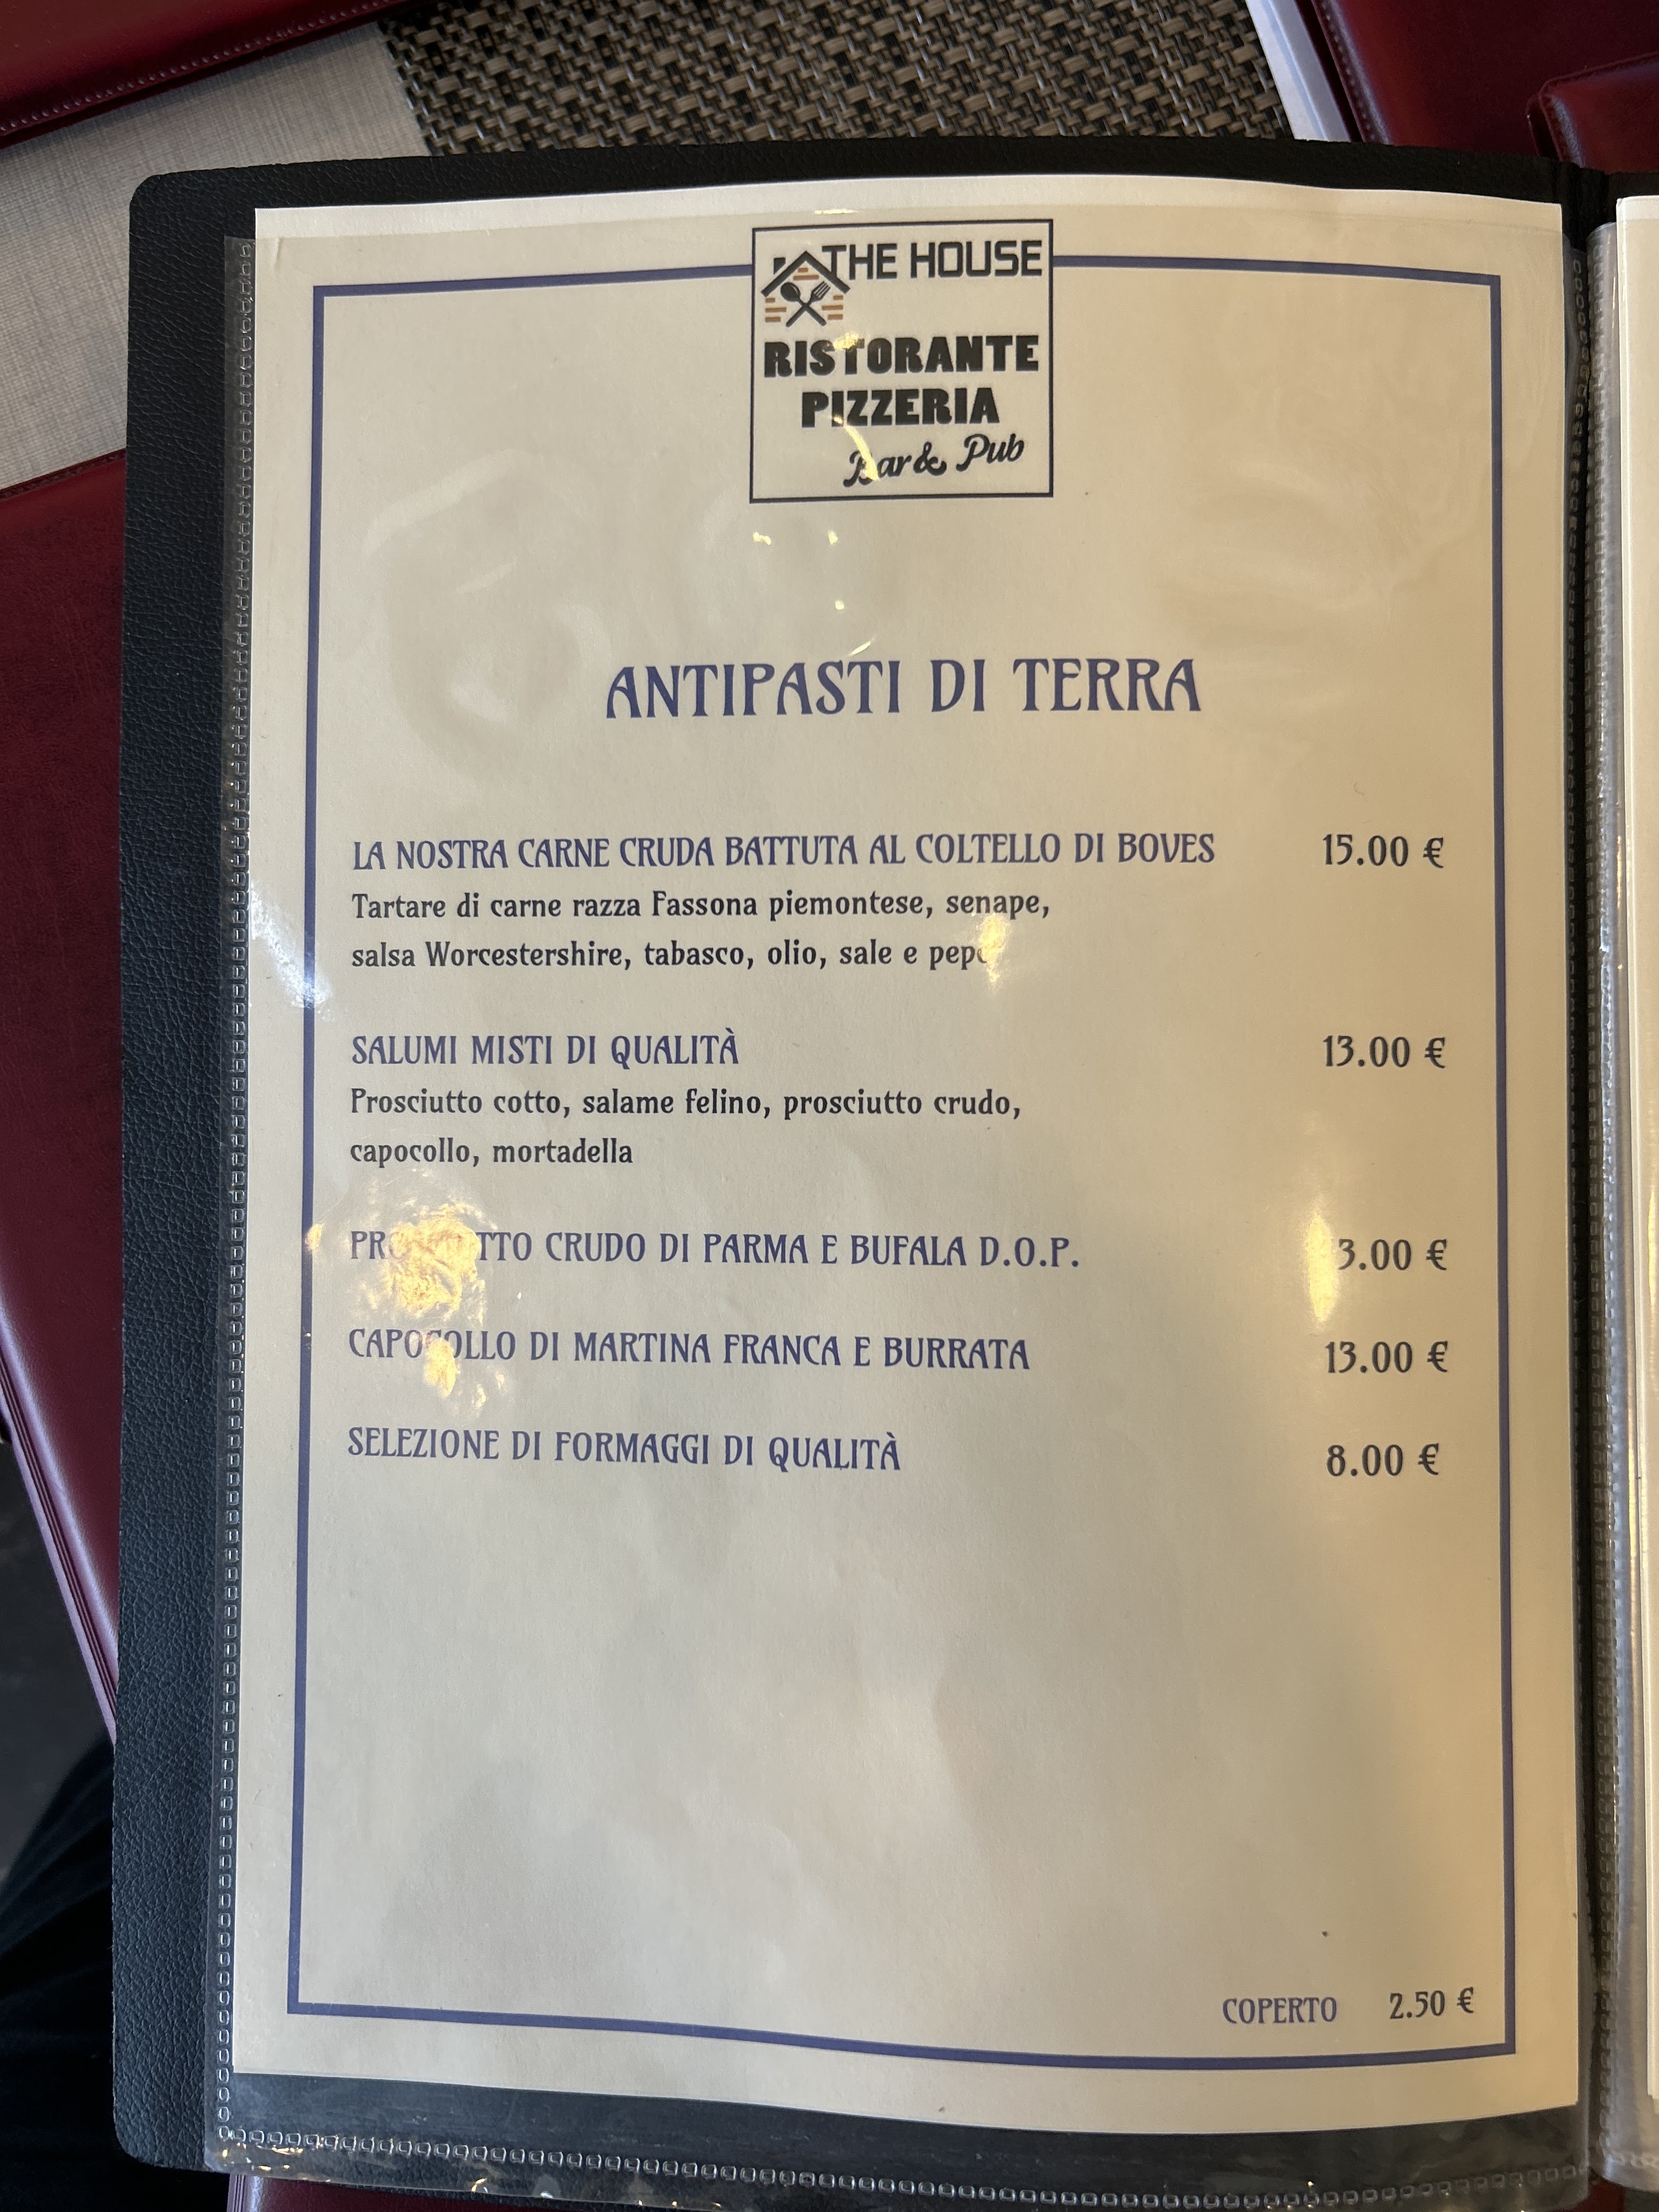 THE HOUSE
RISTORANTE
PIZZERIA
Bar & Pub
ANTIPASTI DI TERRA
LA NOSTRA CARNE CRUDA BATTUTA AL COLTELLO DI BOVES 15.00 €
Tartare di carne razza Fassona piemontese, senape,
salsa Worcestershire, tabasco, olio, sale e pepe
SALUMI MISTI DI QUALITÀ 13.00 €
Prosciutto cotto, salame felino, prosciutto crudo,
capocollo, mortadella
PROSCIUTTO CRUDO DI PARMA E BUFALA D.O.P. 
CAPOCOLLO DI MARTINA FRANCA E BURRATA 13.00 €
SELEZIONE DI FORMAGGI DI QUALITÀ 8.00 €
COPERTO 2.50 €